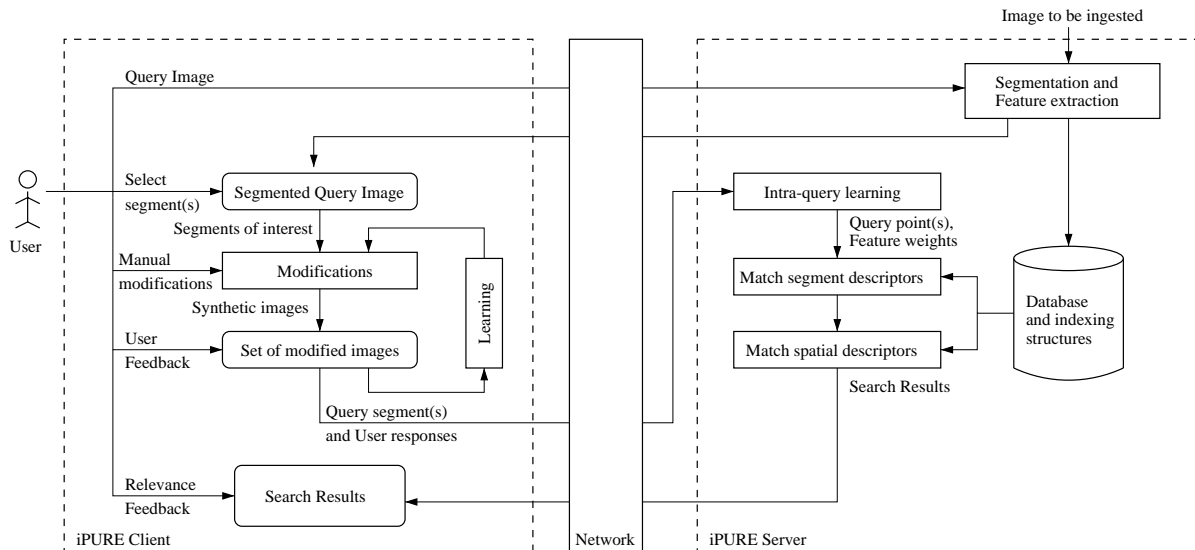 Image to be ingested
Query Image
Segmentation and
Feature extraction
Select
segment(s)
Segmented Query Image
Intra-query learning
User
Segments of interest
Query point(s),
Feature weights
Manual
modifications
Modifications
Learning
Match segment descriptors
Database
and indexing
structures
Synthetic images
User
Feedback
Set of modified images
Match spatial descriptors
Search Results
Query segment(s)
and User responses
Relevance
Feedback
Search Results
iPURE Client
Network
iPURE Server